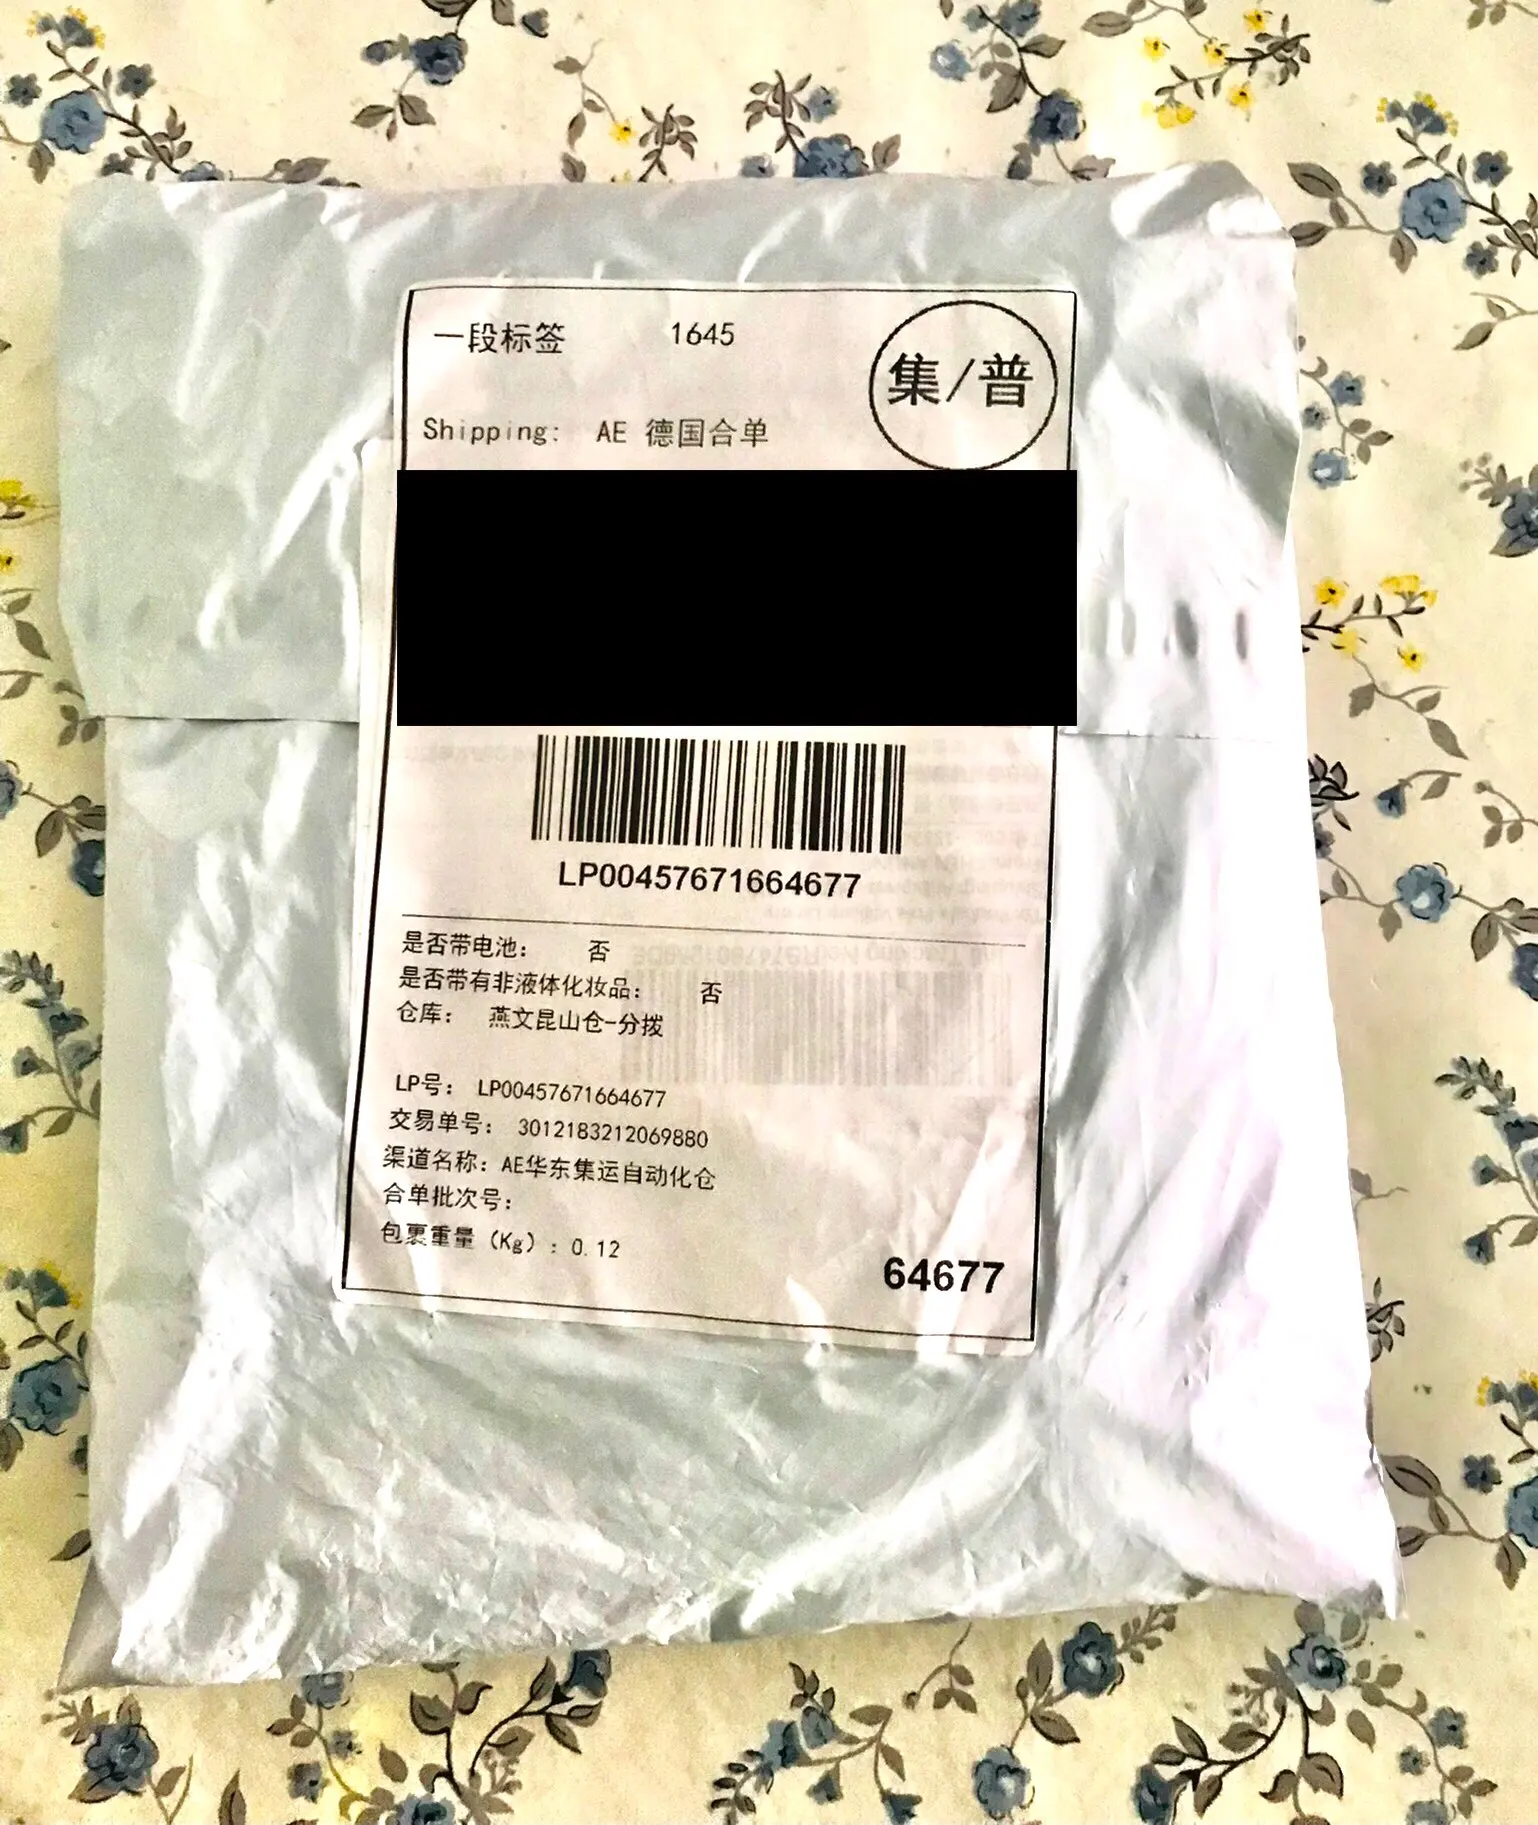 一段标签 1645
集/普
Shipping: AE 德国合单
LP00457671664677
是否带电池： 否
是否带有非液体化妆品： 否
仓库： 燕文昆山仓-分拨
LP号： LP00457671664677
交易单号： 3012183212069880
渠道名称：AE华东集运自动化仓
合单批次号：
包裹重量（Kg）：0.12
64677